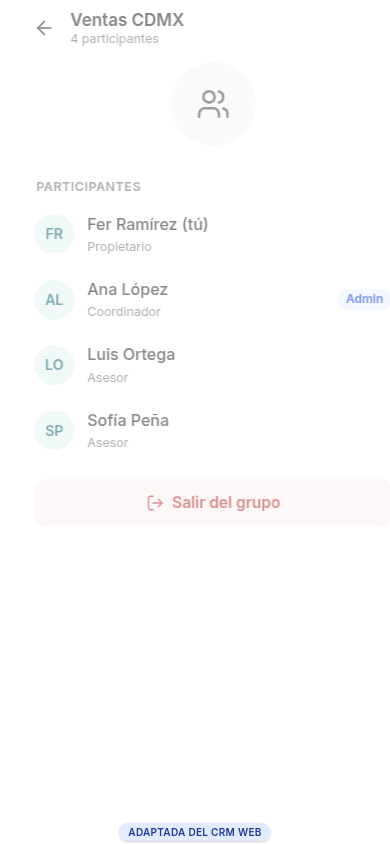 Ventas CDMX
4 participantes
PARTICIPANTES
FR
Fer Ramírez (tú)
Propietario
AL
Ana López
Coordinador
Admin
LO
Luis Ortega
Asesor
SP
Sofía Peña
Asesor
Salir del grupo
ADAPTADA DEL CRM WEB